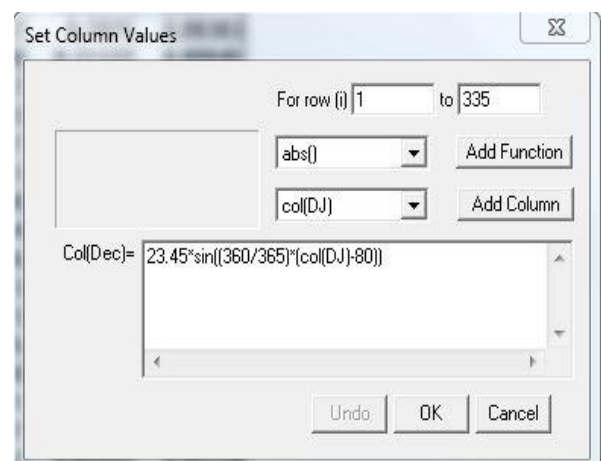 Set Column Values
For row (i) 1 to 335
abs() Add Function
col(DJ) Add Column
Col(Dec)= 23.45*sin((360/365)*(col(DJ)-80))
Undo OK Cancel